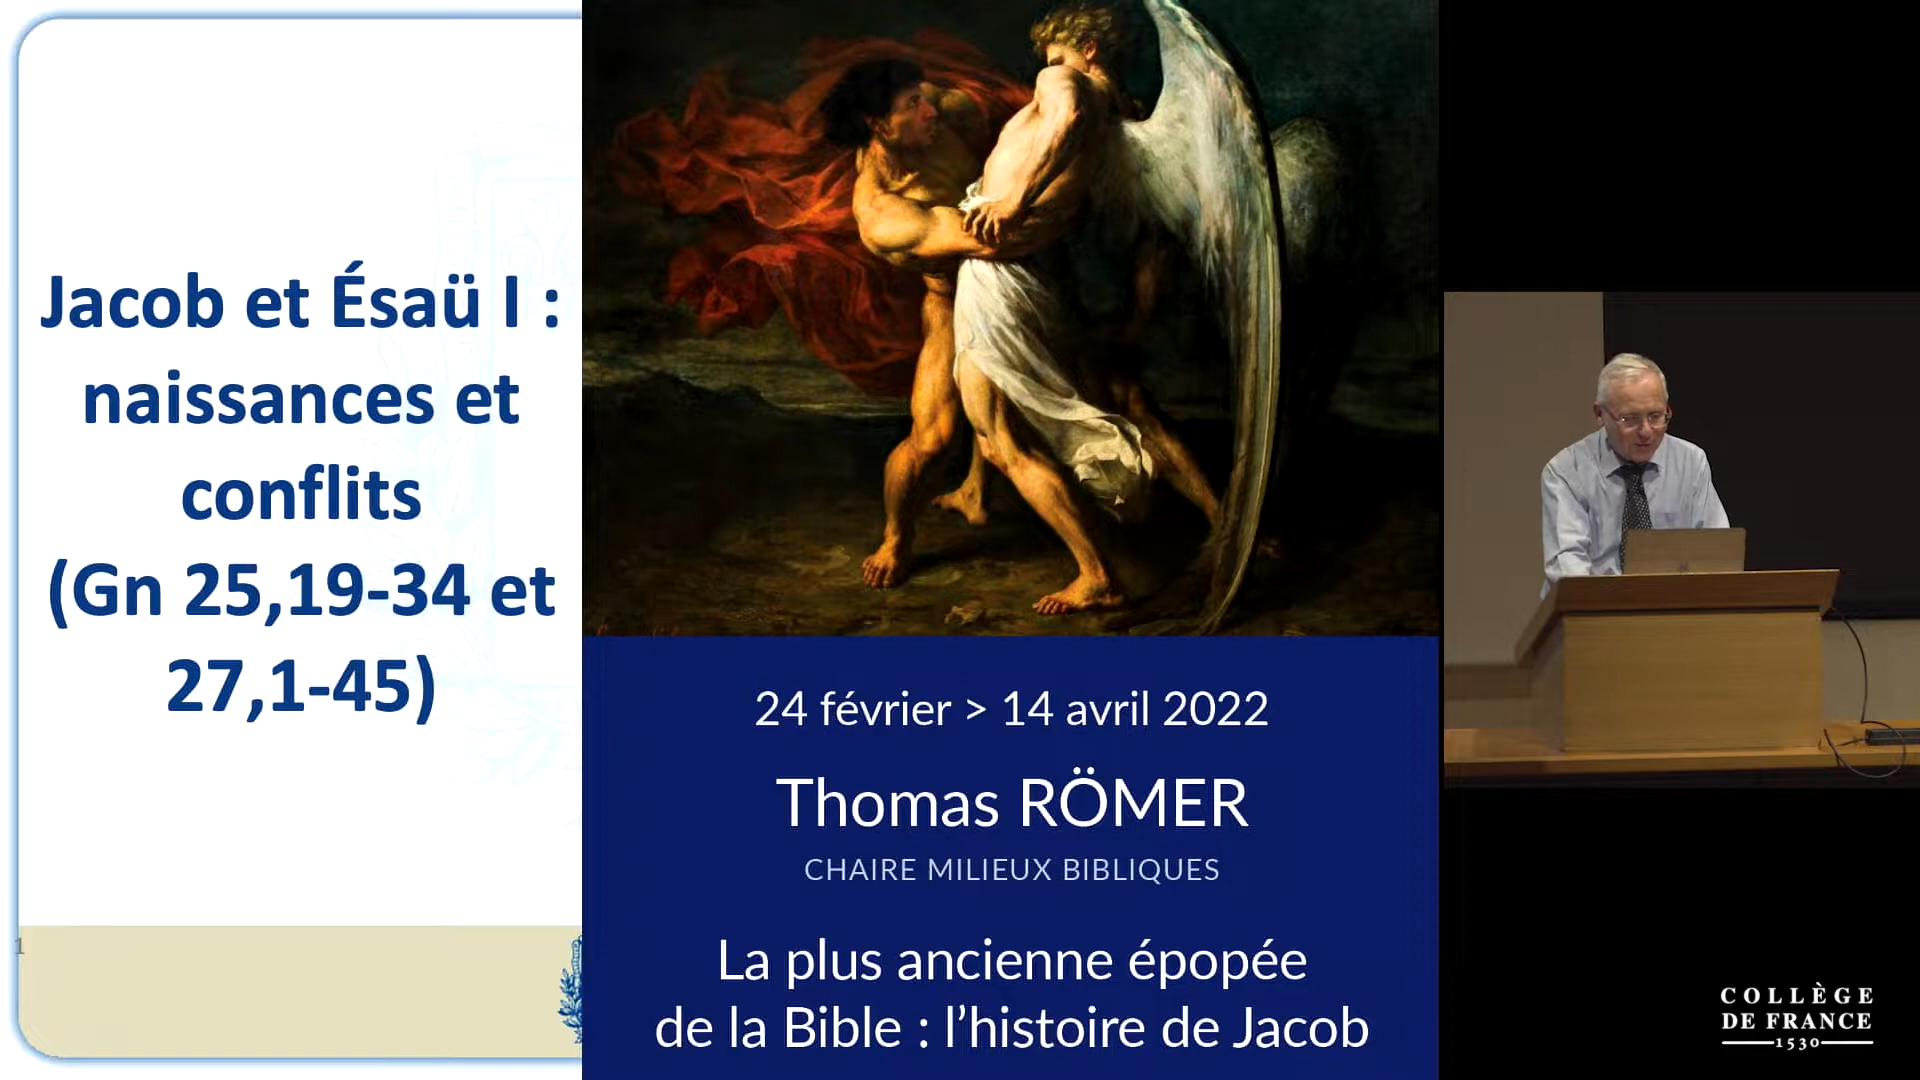 Jacob et Ésaü I :
naissances et
conflits
(Gn 25,19-34 et
27,1-45)
1
24 février > 14 avril 2022
Thomas RÖMER
CHAIRE MILIEUX BIBLIQUES
La plus ancienne épopée
de la Bible : l’histoire de Jacob
COLLÈGE
DE FRANCE
1530